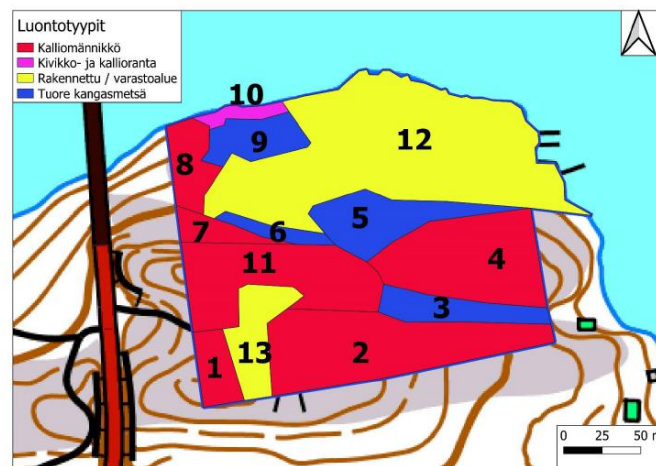 Luontotyypit
Kalliomännikkö
Kivikko- ja kallioranta
Rakennettu / varastoalue
Tuore kangasmetsä
10
9
12
8
5
6
7
4
11
3
2
13
1
0 25 50 m